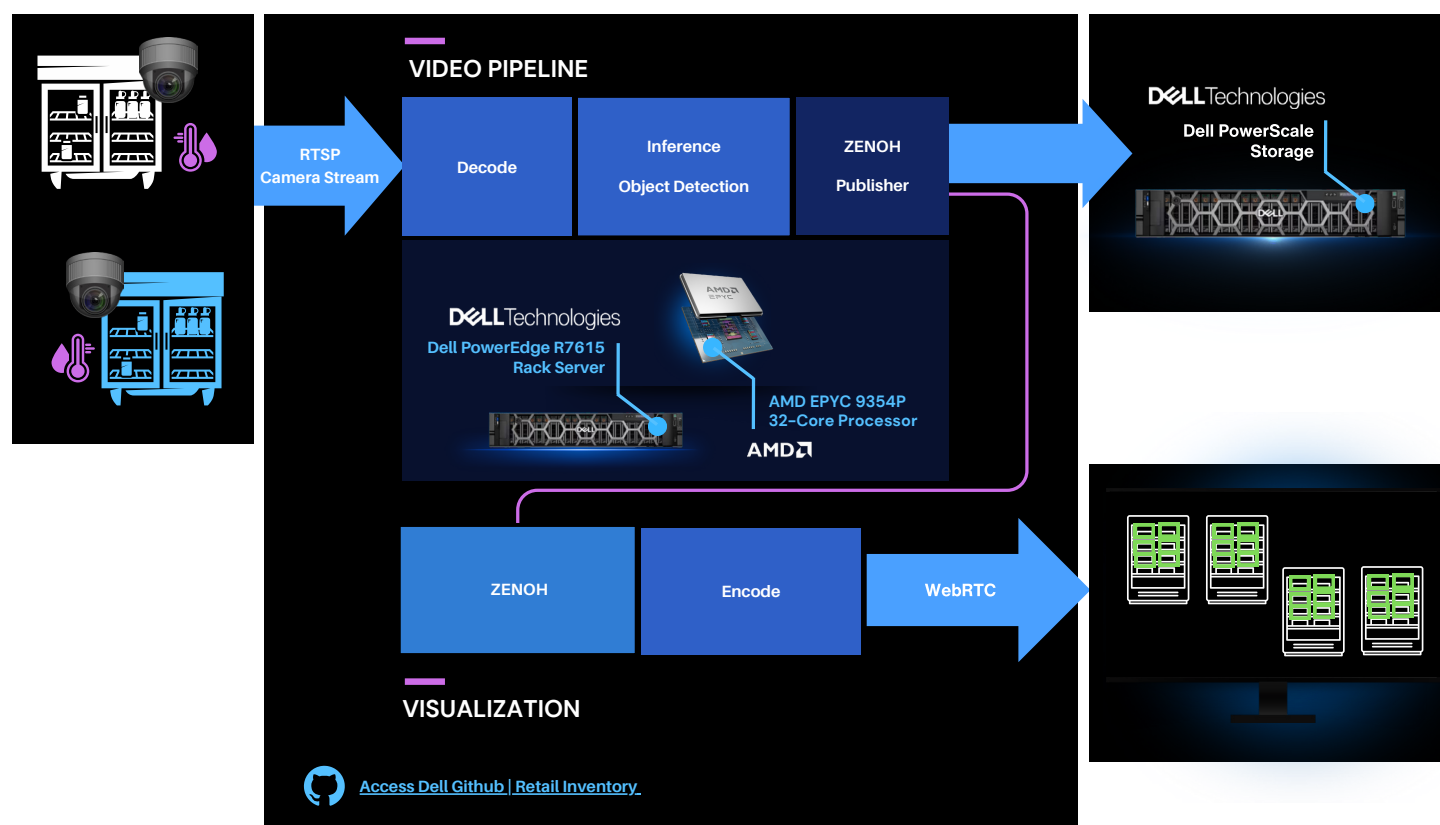 VIDEO PIPELINE
RTSP
Camera Stream
Decode
Inference
Object Detection
ZENOH
Publisher
DELLTechnologies
Dell PowerScale
Storage
DELL
DELLTechnologies
Dell PowerEdge R7615
Rack Server
DELL
AMD
EPYC
AMD EPYC 9354P
32-Core Processor
AMD
ZENOH
Encode
WebRTC
VISUALIZATION
Access Dell Github | Retail Inventory